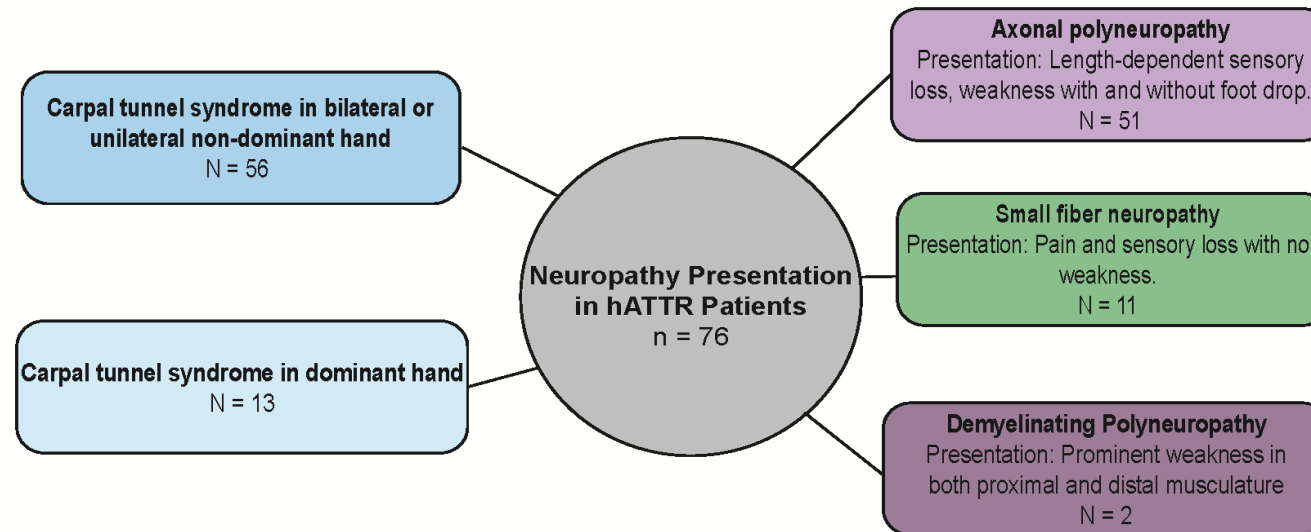 Carpal tunnel syndrome in bilateral or
unilateral non-dominant hand
N = 56
Carpal tunnel syndrome in dominant hand
N = 13
Neuropathy Presentation
in hATTR Patients
n = 76
Axonal polyneuropathy
Presentation: Length-dependent sensory
loss, weakness with and without foot drop.
N = 51
Small fiber neuropathy
Presentation: Pain and sensory loss with no
weakness.
N = 11
Demyelinating Polyneuropathy
Presentation: Prominent weakness in
both proximal and distal musculature
N = 2